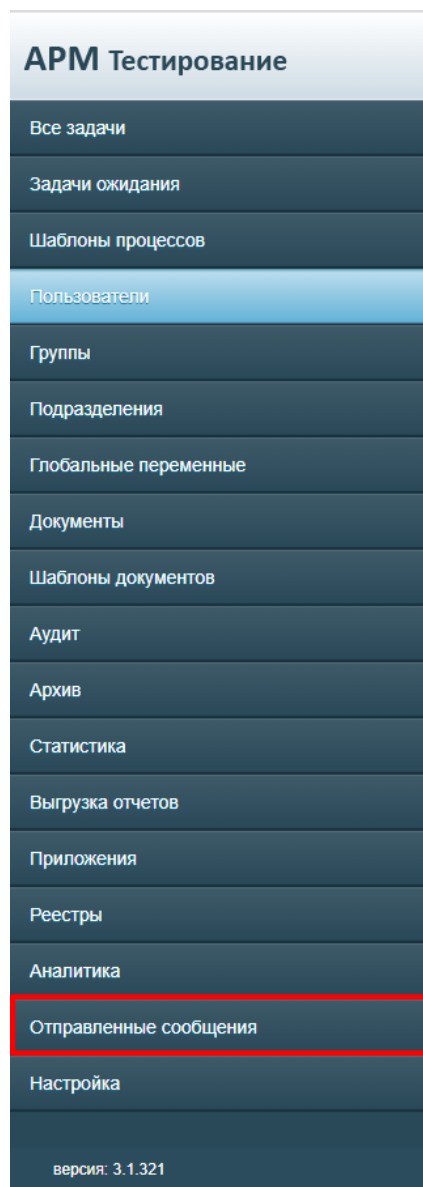 АРМ Тестирование
Все задачи
Задачи ожидания
Шаблоны процессов
Пользователи
Группы
Подразделения
Глобальные переменные
Документы
Шаблоны документов
Аудит
Архив
Статистика
Выгрузка отчетов
Приложения
Реестры
Аналитика
Отправленные сообщения
Настройка
версия: 3.1.321